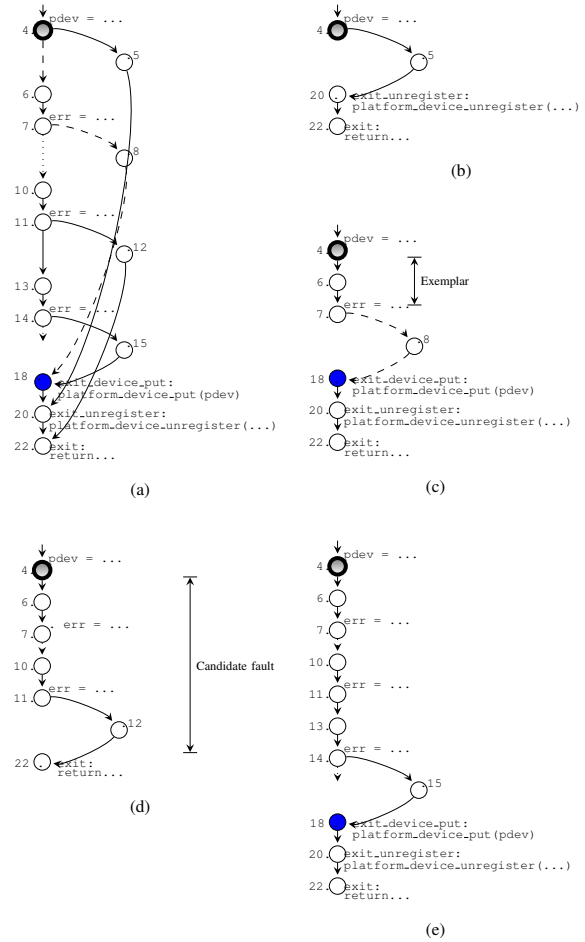 pdev = ...
4.
.5
6.
err = ...
7.
.8
10.
err = ...
11.
.12
13.
err = ...
14.
.15
18 exit_device_put:
platform_device_put(pdev)
20. exit_unregister:
platform_device_unregister(...)
22. exit:
return...
(a)
pdev = ...
4.
.5
20 . exit_unregister:
platform_device_unregister(...)
22. exit:
return...
(b)
pdev = ...
4.
Exemplar
6.
err = ...
7.
.8
18 exit_device_put:
platform_device_put(pdev)
20. exit_unregister:
platform_device_unregister(...)
22. exit:
return...
(c)
pdev = ...
4.
6.
. err = ...
7.
10.
Candidate fault
err = ...
11.
.12
22 . exit:
return...
(d)
pdev = ...
4.
6.
err = ...
7.
10.
err = ...
11.
13.
err = ...
14.
.15
18 exit_device_put:
platform_device_put(pdev)
20. exit_unregister:
platform_device_unregister(...)
22. exit:
return...
(e)